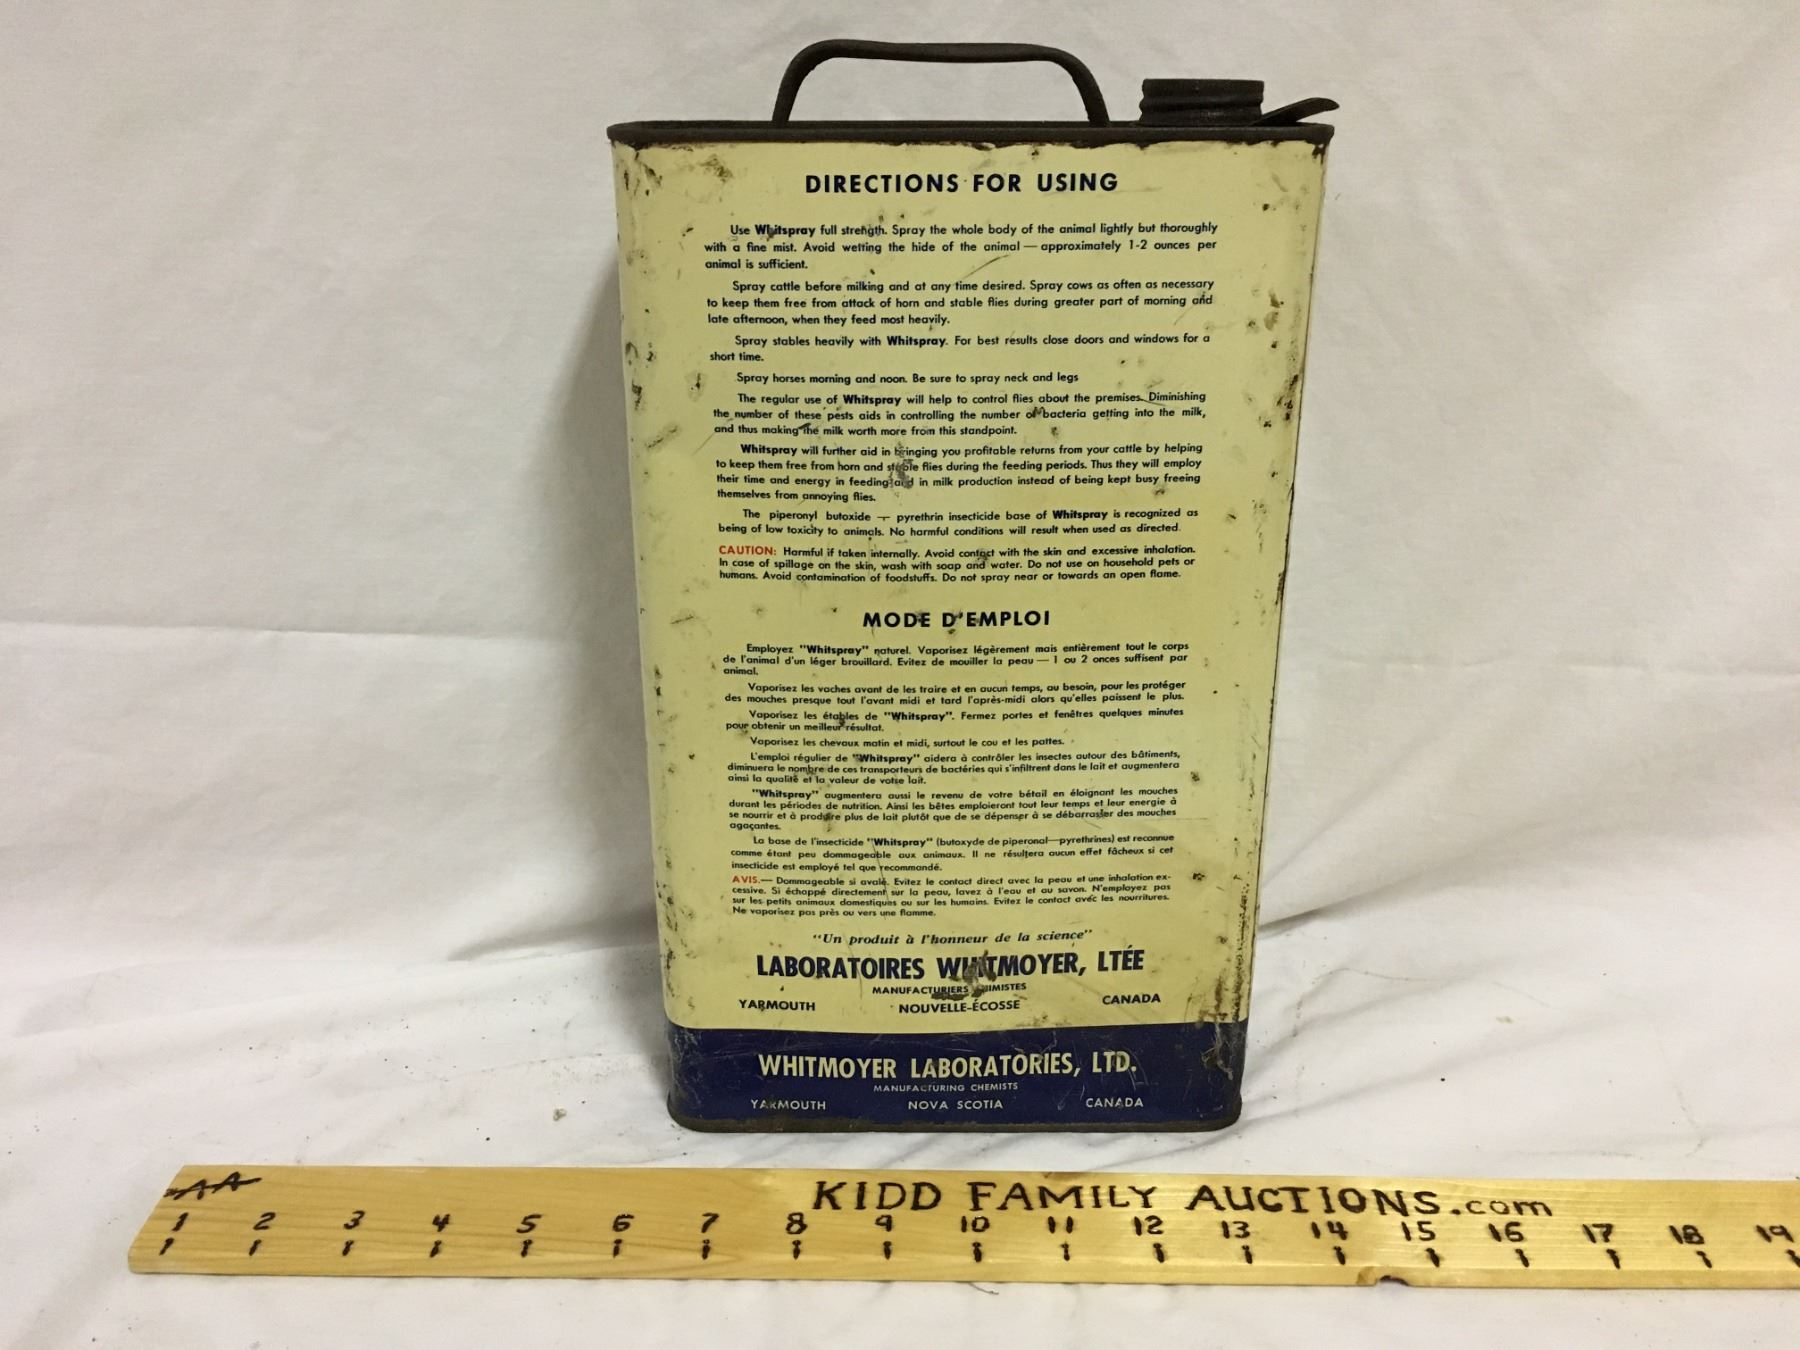 DIRECTIONS FOR USING
Use Whitspray full strength. Spray the whole body of the animal lightly but thoroughly
with a fine mist. Avoid wetting the hide of the animal — approximately 1-2 ounces per
animal is sufficient.
Spray cattle before milking and at any time desired. Spray cows as often as necessary
to keep them free from attack of horn and stable flies during greater part of morning and
late afternoon, when they feed most heavily.
Spray stables heavily with Whitspray. For best results close doors and windows for a
short time.
Spray horses morning and noon. Be sure to spray neck and legs
The regular use of Whitspray will help to control flies about the premises. Diminishing
the number of these pests aids in controlling the number of bacteria getting into the milk,
and thus making the milk worth more from this standpoint.
Whitspray will further aid in bringing you profitable returns from your cattle by helping
to keep them free from horn and stable flies during the feeding periods. Thus they will employ
their time and energy in feeding and in milk production instead of being kept busy freeing
themselves from annoying flies.
The piperonyl butoxide — pyrethrin insecticide base of Whitspray is recognized as
being of low toxicity to animals. No harmful conditions will result when used as directed.
CAUTION: Harmful if taken internally. Avoid contact with the skin and excessive inhalation.
In case of spillage on the skin, wash with soap and water. Do not use on household pets or
humans. Avoid contamination of foodstuffs. Do not spray near or towards an open flame.
MODE D'EMPLOI
Employez "Whitspray" naturel. Vaporisez légèrement mais entièrement tout le corps
de l'animal d'un léger brouillard. Evitez de mouiller la peau — 1 ou 2 onces suffisent par
animal.
Vaporisez les vaches avant de les traire et en aucun temps, au besoin, pour les protéger
des mouches presque tout l'avant midi et tard l'après-midi alors qu'elles paissent le plus.
Vaporisez les étables de "Whitspray". Fermez portes et fenêtres quelques minutes
pour obtenir un meilleur résultat.
Vaporisez les chevaux matin et midi, surtout le cou et les pattes.
L'emploi régulier de "Whitspray" aidera à contrôler les insectes autour des bâtiments,
diminuera le nombre de ces transporteurs de bactéries qui s'infiltrent dans le lait et augmentera
ainsi la qualité et la valeur de votre lait.
"Whitspray" augmentera aussi le revenu de votre bétail en éloignant les mouches
durant les périodes de nutrition. Ainsi les bêtes emploieront tout leur temps et leur energie à
se nourrir et à produire plus de lait plutôt que de se dépenser à se débarrasser des mouches
agaçantes.
La base de l'insecticide "Whitspray" (butoxyde de piperonal—pyrethrines) est reconnue
comme étant peu dommageable aux animaux. Il ne résultera aucun effet fâcheux si cet
insecticide est employé tel que recommandé.
AVIS.— Dommageable si avalé. Evitez le contact direct avec la peau et une inhalation ex-
cessive. Si échappé directement sur la peau, lavez à l'eau et au savon. N'employez pas
sur les petits animaux domestiques ou sur les humains. Evitez le contact avec les nourritures.
Ne vaporisez pas près ou vers une flamme.
"Un produit à l'honneur de la science"
LABORATOIRES WHITMOYER, LTÉE
MANUFACTURIERS CHIMISTES
YARMOUTH NOUVELLE-ÉCOSSE CANADA
WHITMOYER LABORATORIES, LTD.
MANUFACTURING CHEMISTS
YARMOUTH NOVA SCOTIA CANADA
AA KIDD FAMILY AUCTIONS.com
1 2 3 4 5 6 7 8 9 10 11 12 13 14 15 16 17 18 19